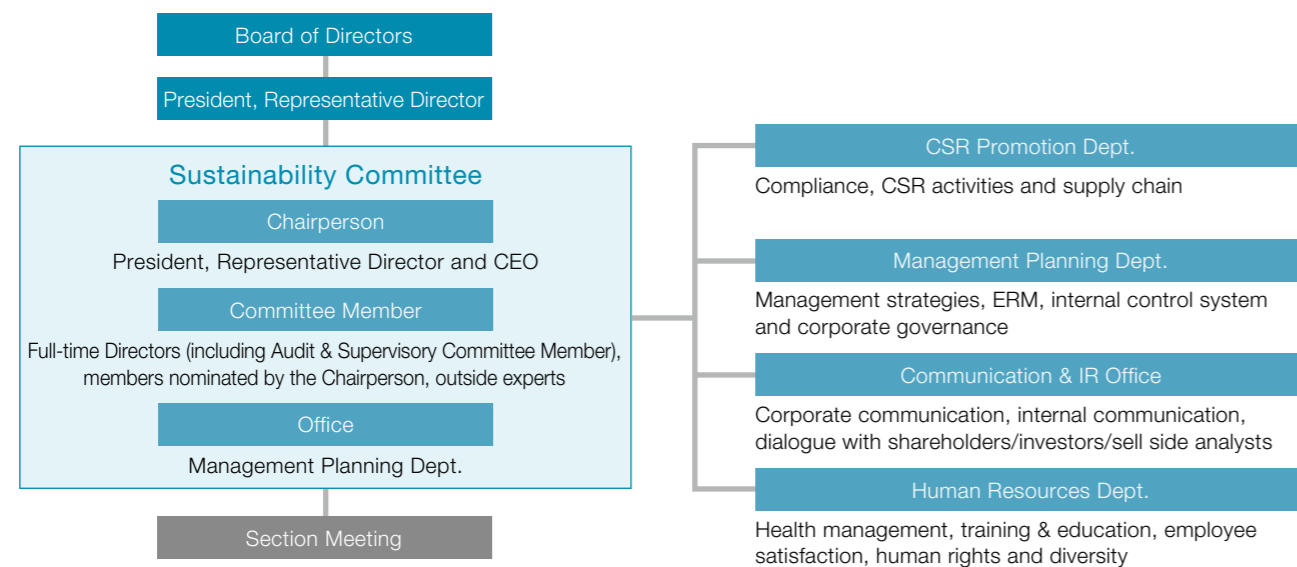 Board of Directors
President, Representative Director
Sustainability Committee
Chairperson
President, Representative Director and CEO
Committee Member
Full-time Directors (including Audit & Supervisory Committee Member),
members nominated by the Chairperson, outside experts
Office
Management Planning Dept.
Section Meeting
CSR Promotion Dept.
Compliance, CSR activities and supply chain
Management Planning Dept.
Management strategies, ERM, internal control system
and corporate governance
Communication & IR Office
Corporate communication, internal communication,
dialogue with shareholders/investors/sell side analysts
Human Resources Dept.
Health management, training & education, employee
satisfaction, human rights and diversity